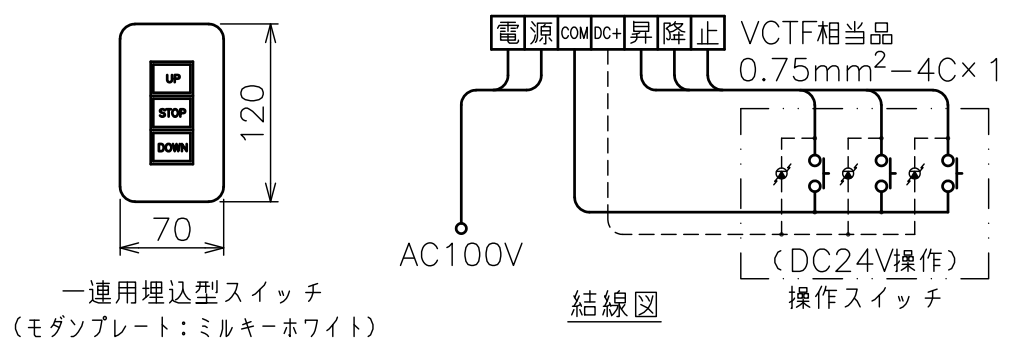 UP
STOP
DOWN
120
70
一連用埋込型スイッチ
(モダンプレート：ミルキーホワイト)
電源 COM DC+ 昇 降 止
VCTF相当品
0.75mm²−4C×1
AC100V
(DC24V操作)
操作スイッチ
結線図